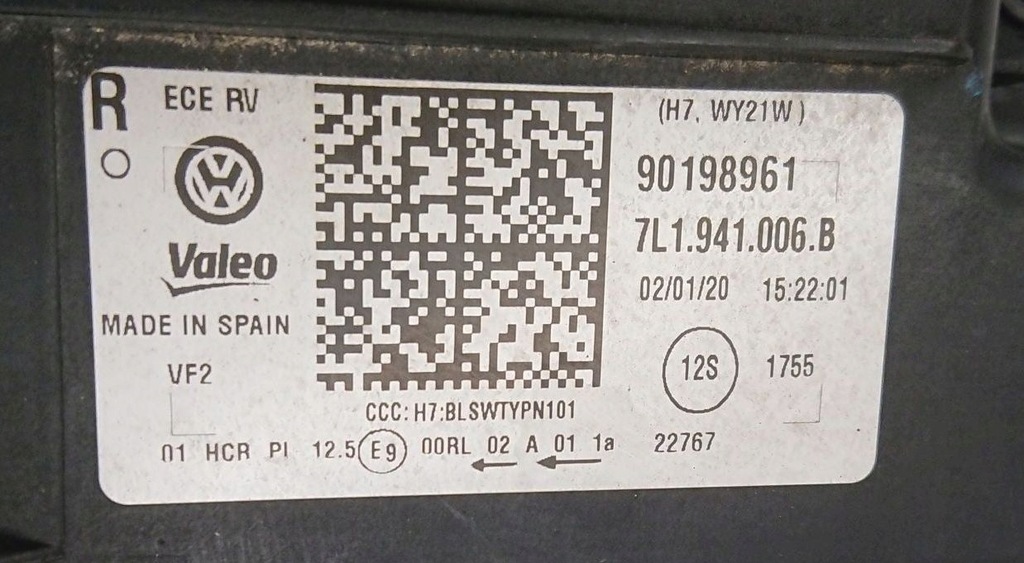 R ECE RV
Valeo
MADE IN SPAIN
VF2
(H7, WY21W)
90198961
7L1.941.006.B
02/01/20 15:22:01
12S 1755
CCC: H7:BLSWTYPN101
01 HCR PI 12.5 E9 00RL 02 A 01 1a 22767